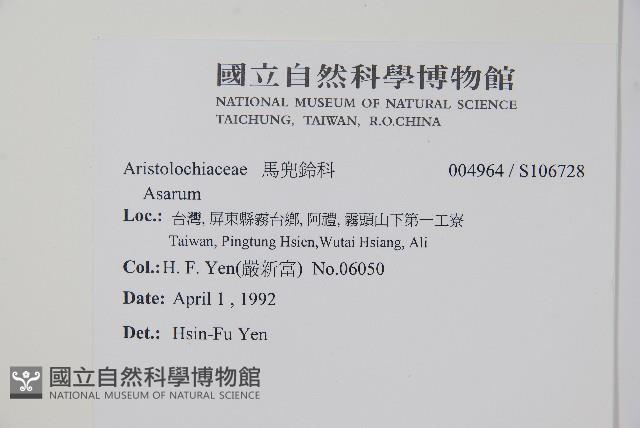 國立自然科學博物館
NATIONAL MUSEUM OF NATURAL SCIENCE
TAICHUNG, TAIWAN, R.O.CHINA
Aristolochiaceae 馬兜鈴科 004964 / S106728
Asarum
Loc.: 台灣, 屏東縣霧台鄉, 阿禮, 霧頭山下第一工寮
Taiwan, Pingtung Hsien,Wutai Hsiang, Ali
Col.: H. F. Yen(嚴新富) No.06050
Date: April 1 , 1992
Det.: Hsin-Fu Yen
國立自然科學博物館
NATIONAL MUSEUM OF NATURAL SCIENCE